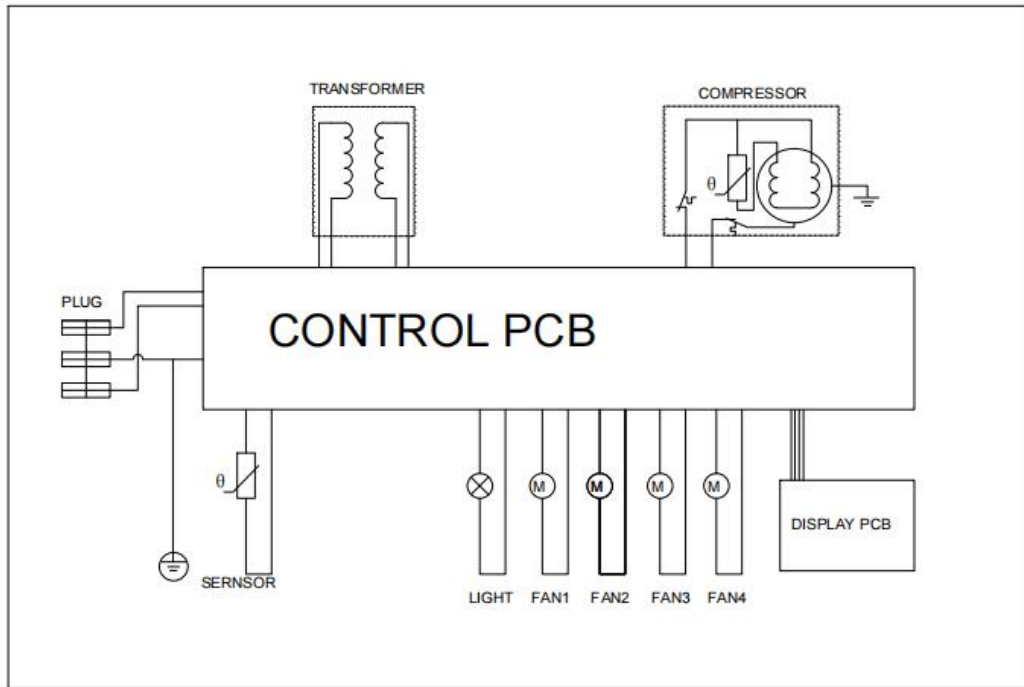 TRANSFORMER
COMPRESSOR
θ
PLUG
CONTROL PCB
θ
M
M
M
M
DISPLAY PCB
SERNSOR
LIGHT
FAN1
FAN2
FAN3
FAN4